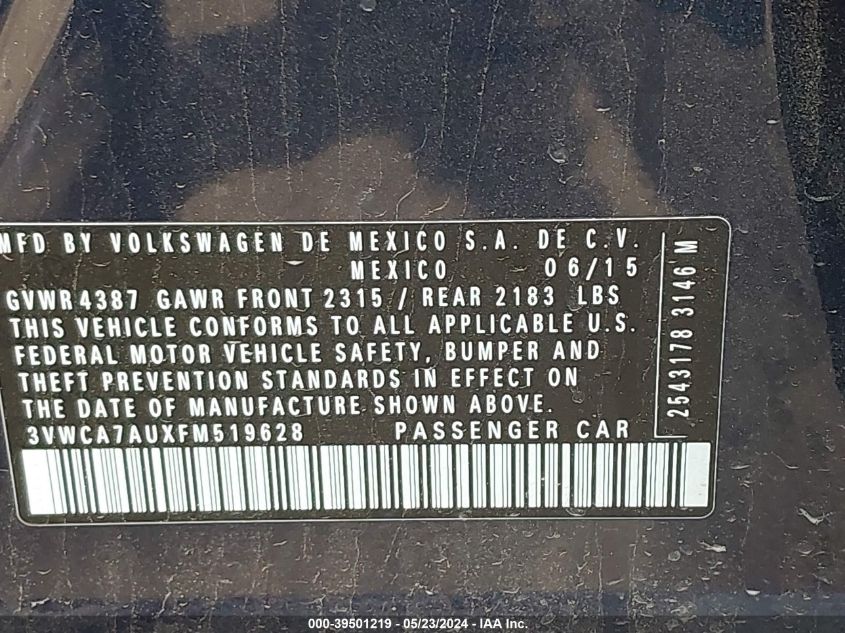 MFD BY VOLKSWAGEN DE MEXICO S.A. DE C.V.
MEXICO 06/15
GVWR 4387 GAWR FRONT 2315 / REAR 2183 LBS
THIS VEHICLE CONFORMS TO ALL APPLICABLE U.S.
FEDERAL MOTOR VEHICLE SAFETY, BUMPER AND
THEFT PREVENTION STANDARDS IN EFFECT ON
THE DATE OF MANUFACTURE SHOWN ABOVE.
3VWCA7AUXFM519628 PASSENGER CAR
2543178 3146 M
000-39501219 - 05/23/2024 - IAA Inc.